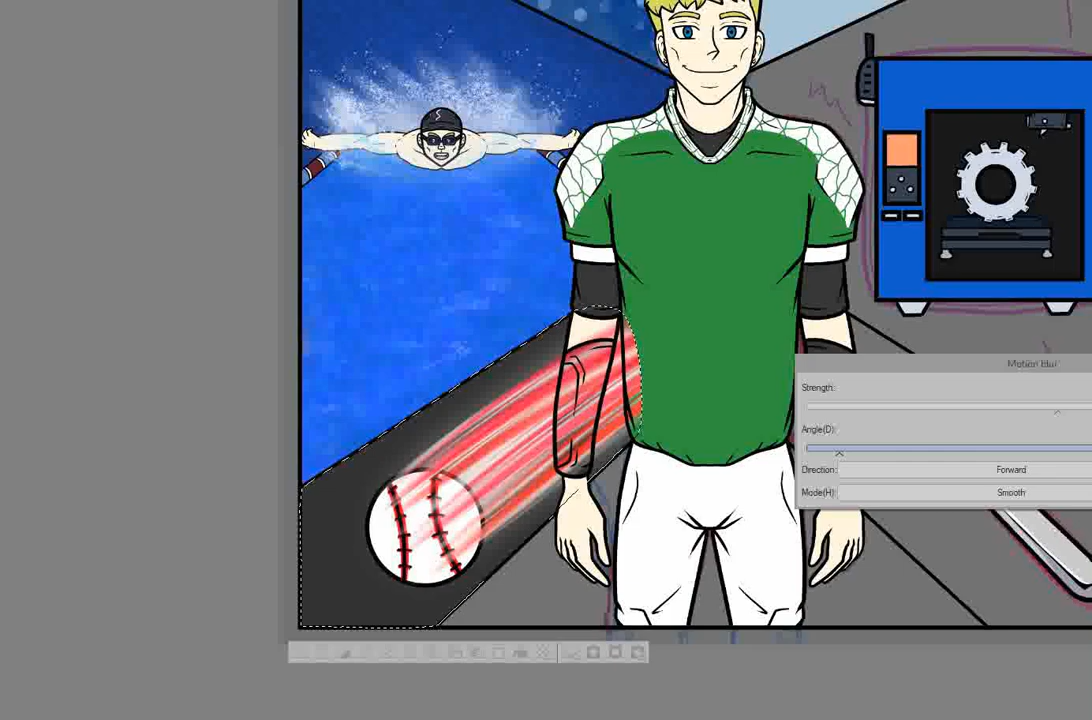 Motion blur
Strength:
Angle(D):
Direction:
Forward
Mode(H):
Smooth